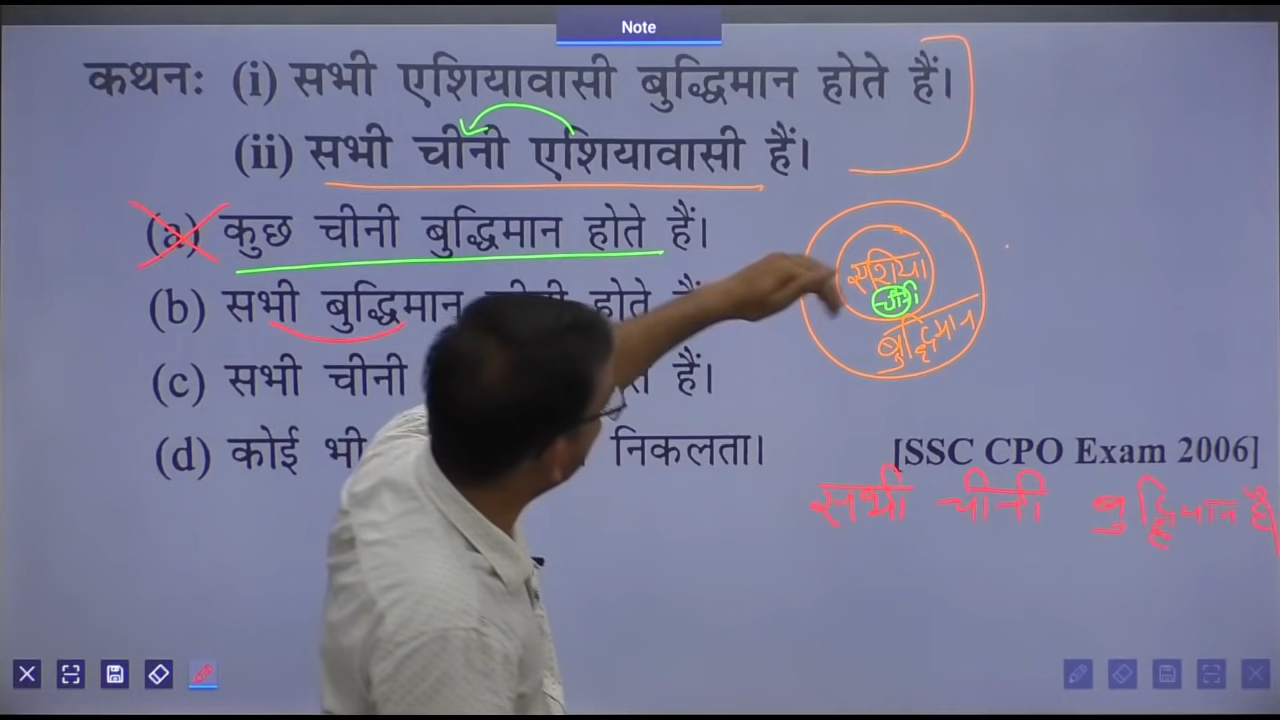 Note
कथनः (i) सभी एशियावासी बुद्धिमान होते हैं।
(ii) सभी चीनी एशियावासी हैं।
(a) कुछ चीनी बुद्धिमान होते हैं।
(b) सभी बुद्धिमान होते
(c) सभी चीनी हैं।
(d) कोई भी निकलता।
एशिया
चीनी
बुद्धिमान
[SSC CPO Exam 2006]
सभी चीनी बुद्धिमान है